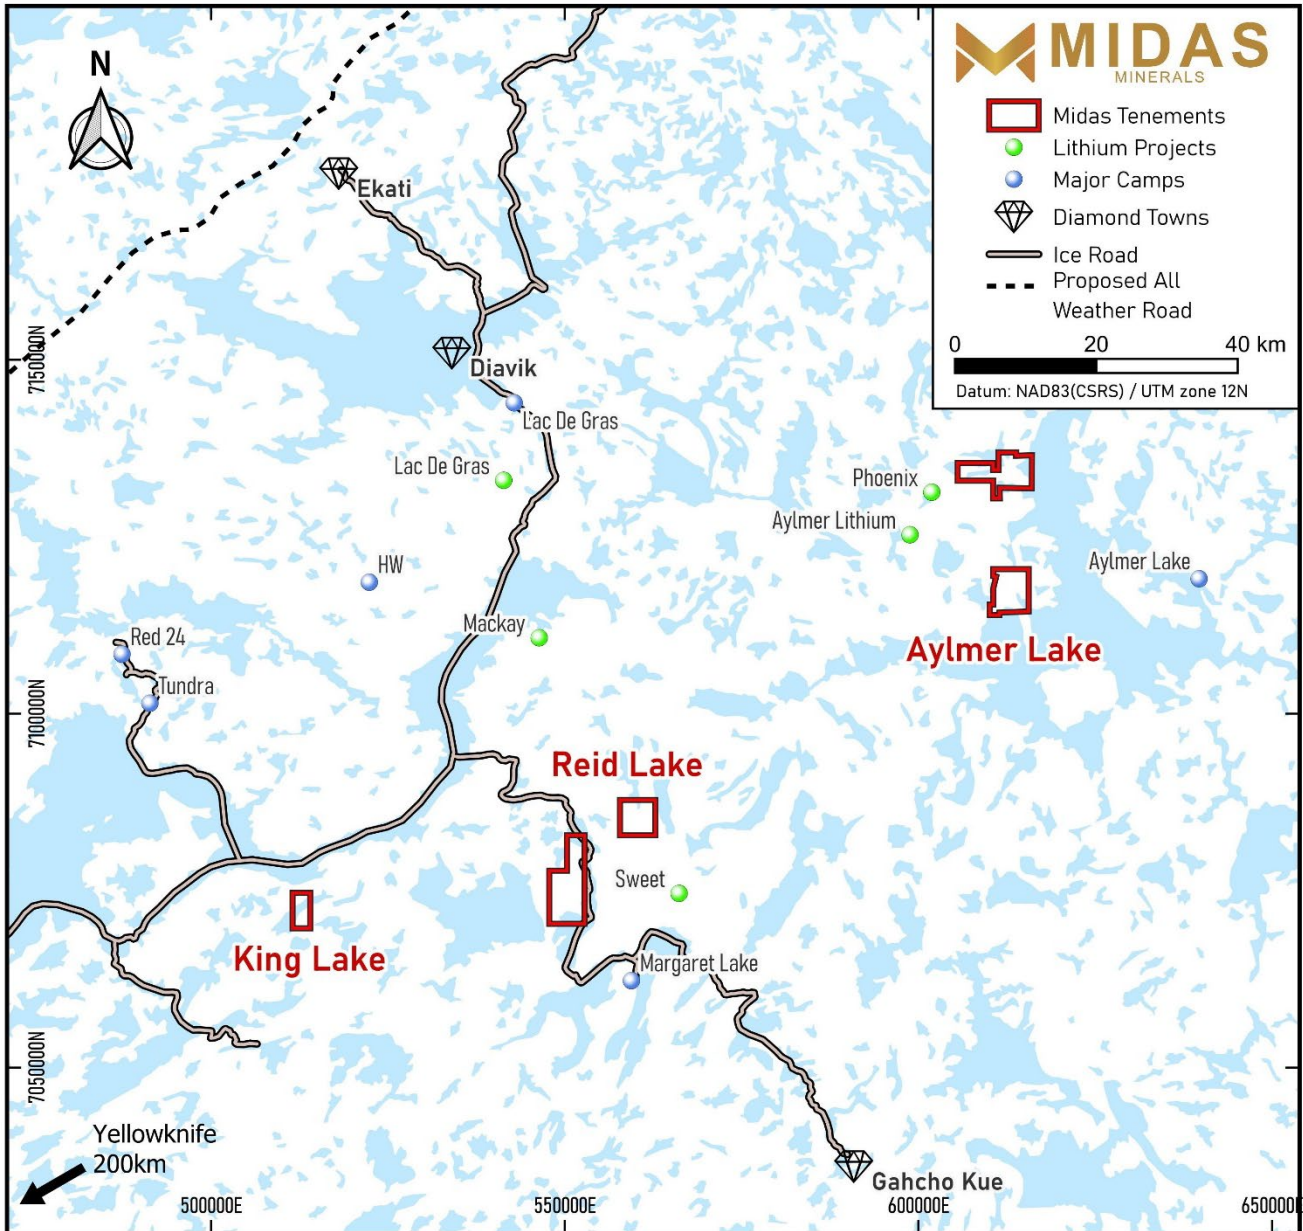 MIDAS
MINERALS
Midas Tenements
Lithium Projects
Major Camps
Diamond Towns
Ice Road
Proposed All
Weather Road
0 20 40 km
Datum: NAD83(CSRS) / UTM zone 12N
N
Ekati
7150000N
Diavik
Lac De Gras
Lac De Gras
Phoenix
Aylmer Lithium
HW
Aylmer Lake
Mackay
Red 24
Aylmer Lake
Tundra
7100000N
Reid Lake
Sweet
King Lake
Margaret Lake
7050000N
Yellowknife
200km
Gahcho Kue
500000E 550000E 600000E 650000E